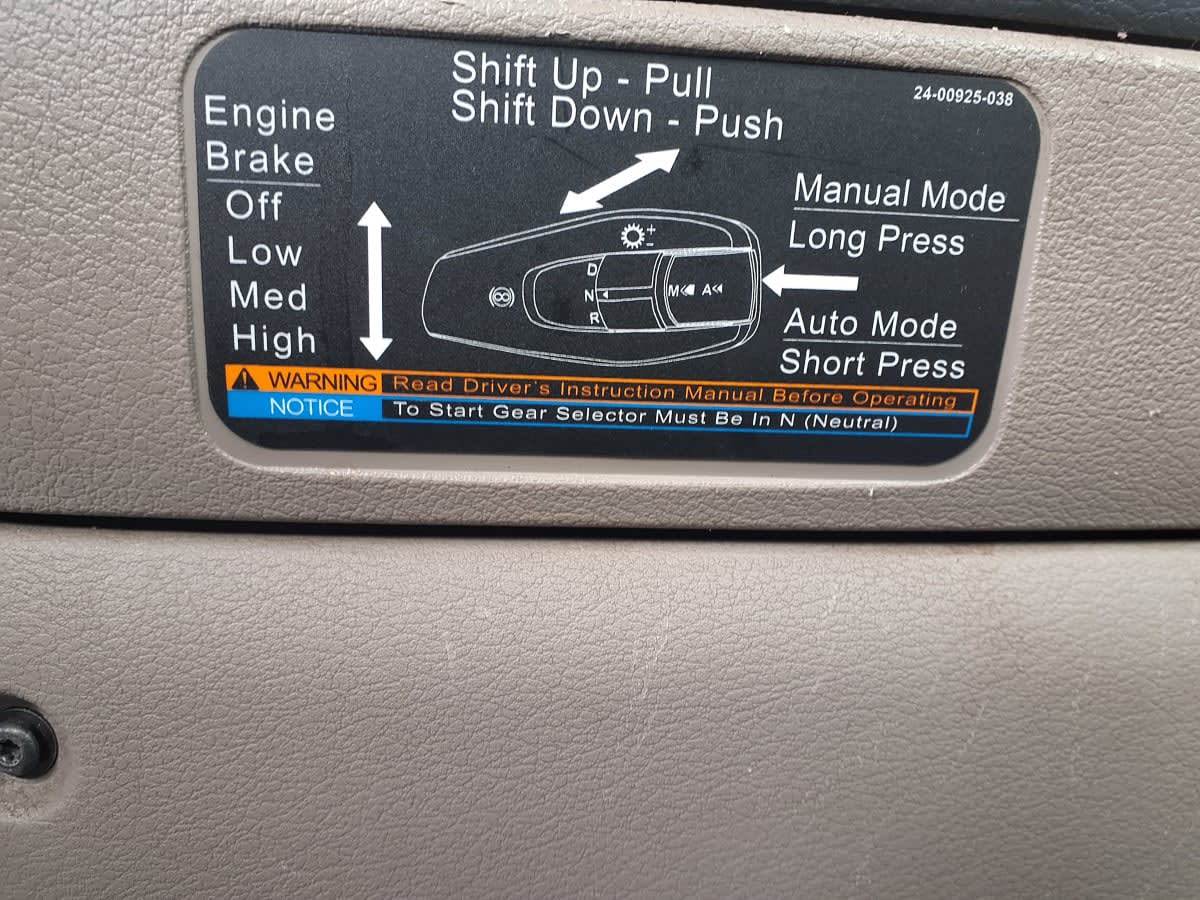 Shift Up - Pull
Shift Down - Push
24-00925-038
Engine
Brake
Off
Low
Med
High
+
-
D
N
R
M
A
Manual Mode
Long Press
Auto Mode
Short Press
WARNING Read Driver's Instruction Manual Before Operating
NOTICE To Start Gear Selector Must Be In N (Neutral)